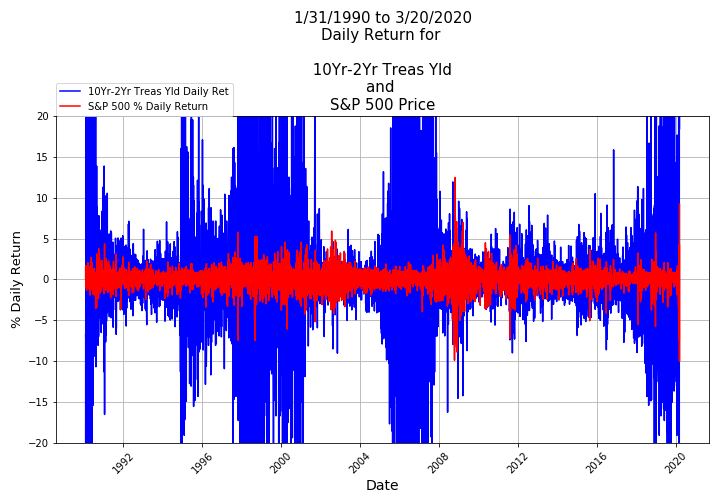 1/31/1990 to 3/20/2020
Daily Return for
10Yr-2Yr Treas Yld
and
S&P 500 Price
10Yr-2Yr Treas Yld Daily Ret
S&P 500 % Daily Return
% Daily Return
20
15
10
5
0
−5
−10
−15
−20
1992
1996
2000
2004
2008
2012
2016
2020
Date